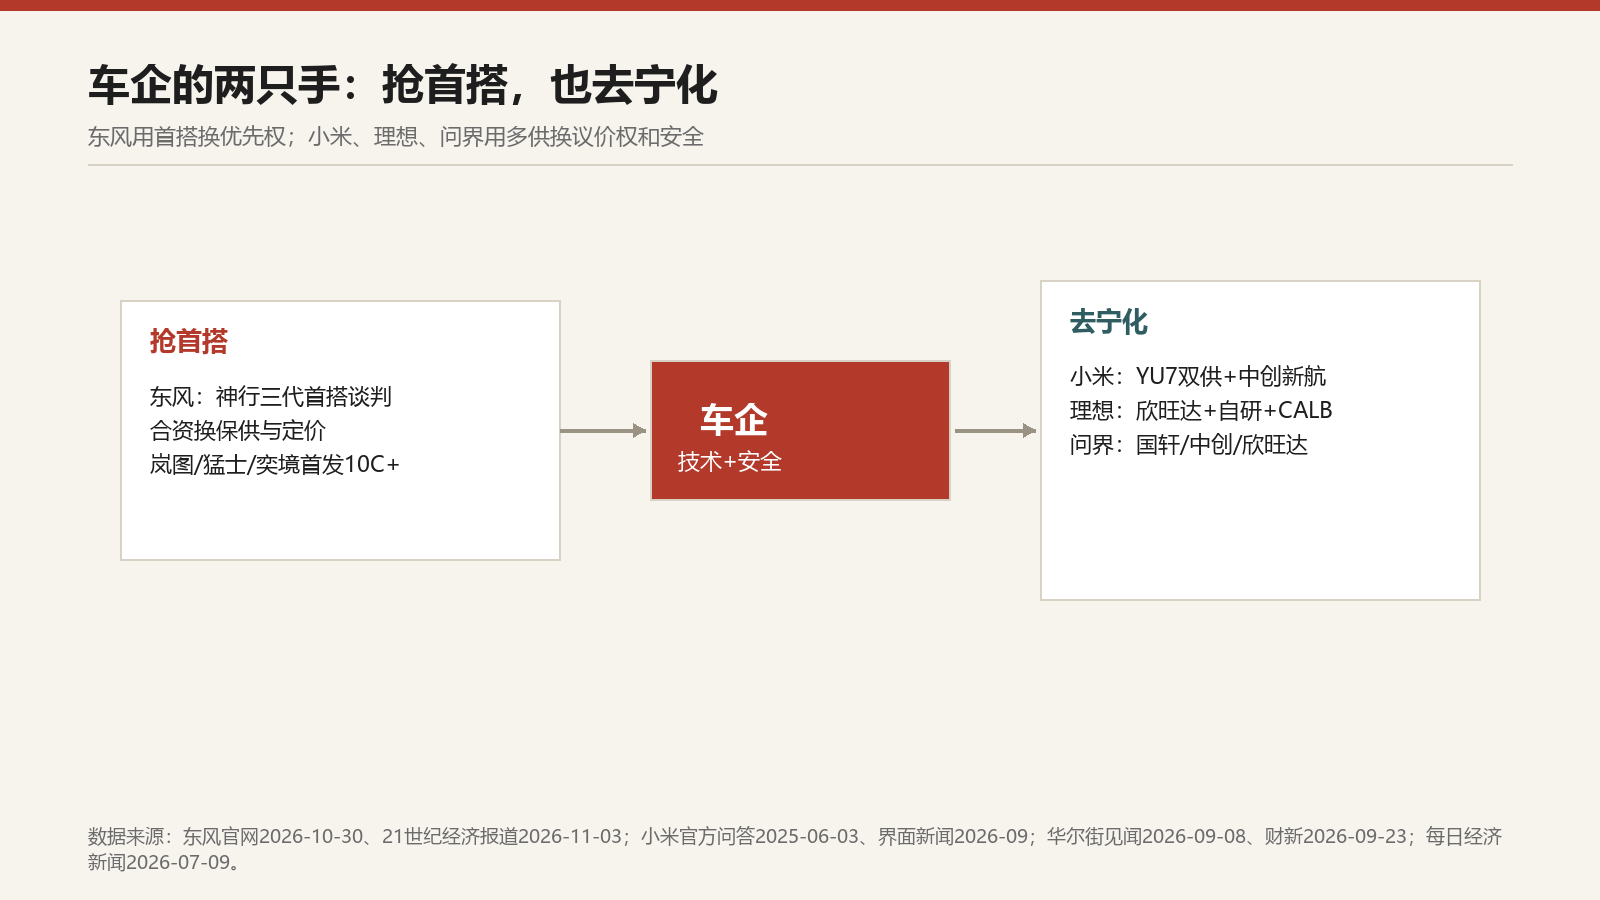 车企的两只手：抢首搭，也去宁化
东风用首搭换优先权；小米、理想、问界用多供换议价权和安全
抢首搭
东风：神行三代首搭谈判
合资换保供与定价
岚图/猛士/奕境首发10C+
车企
技术+安全
去宁化
小米：YU7双供+中创新航
理想：欣旺达+自研+CALB
问界：国轩/中创/欣旺达
数据来源：东风官网2026-10-30、21世纪经济报道2026-11-03；小米官方问答2025-06-03、界面新闻2026-09；华尔街见闻2026-09-08、财新2026-09-23；每日经济
新闻2026-07-09。